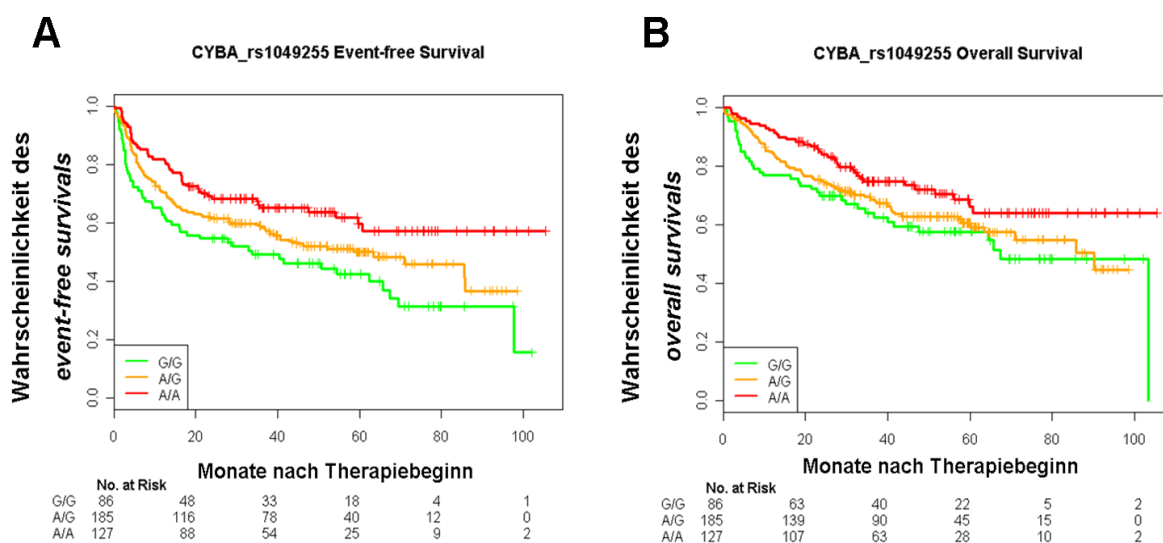 A
CYBA_rs1049255 Event-free Survival
Wahrscheinlichkeit des
event-free survivals
1.0
0.8
0.6
0.4
0.2
0.0
G/G
A/G
A/A
0 20 40 60 80 100
Monate nach Therapiebeginn
No. at Risk
G/G 86 48 33 18 4 1
A/G 185 116 78 40 12 0
A/A 127 88 54 25 9 2
B
CYBA_rs1049255 Overall Survival
Wahrscheinlichkeit des
overall survivals
1.0
0.8
0.6
0.4
0.2
0.0
G/G
A/G
A/A
0 20 40 60 80 100
Monate nach Therapiebeginn
No. at Risk
G/G 86 63 40 22 5 2
A/G 185 139 90 45 15 0
A/A 127 107 63 28 10 2